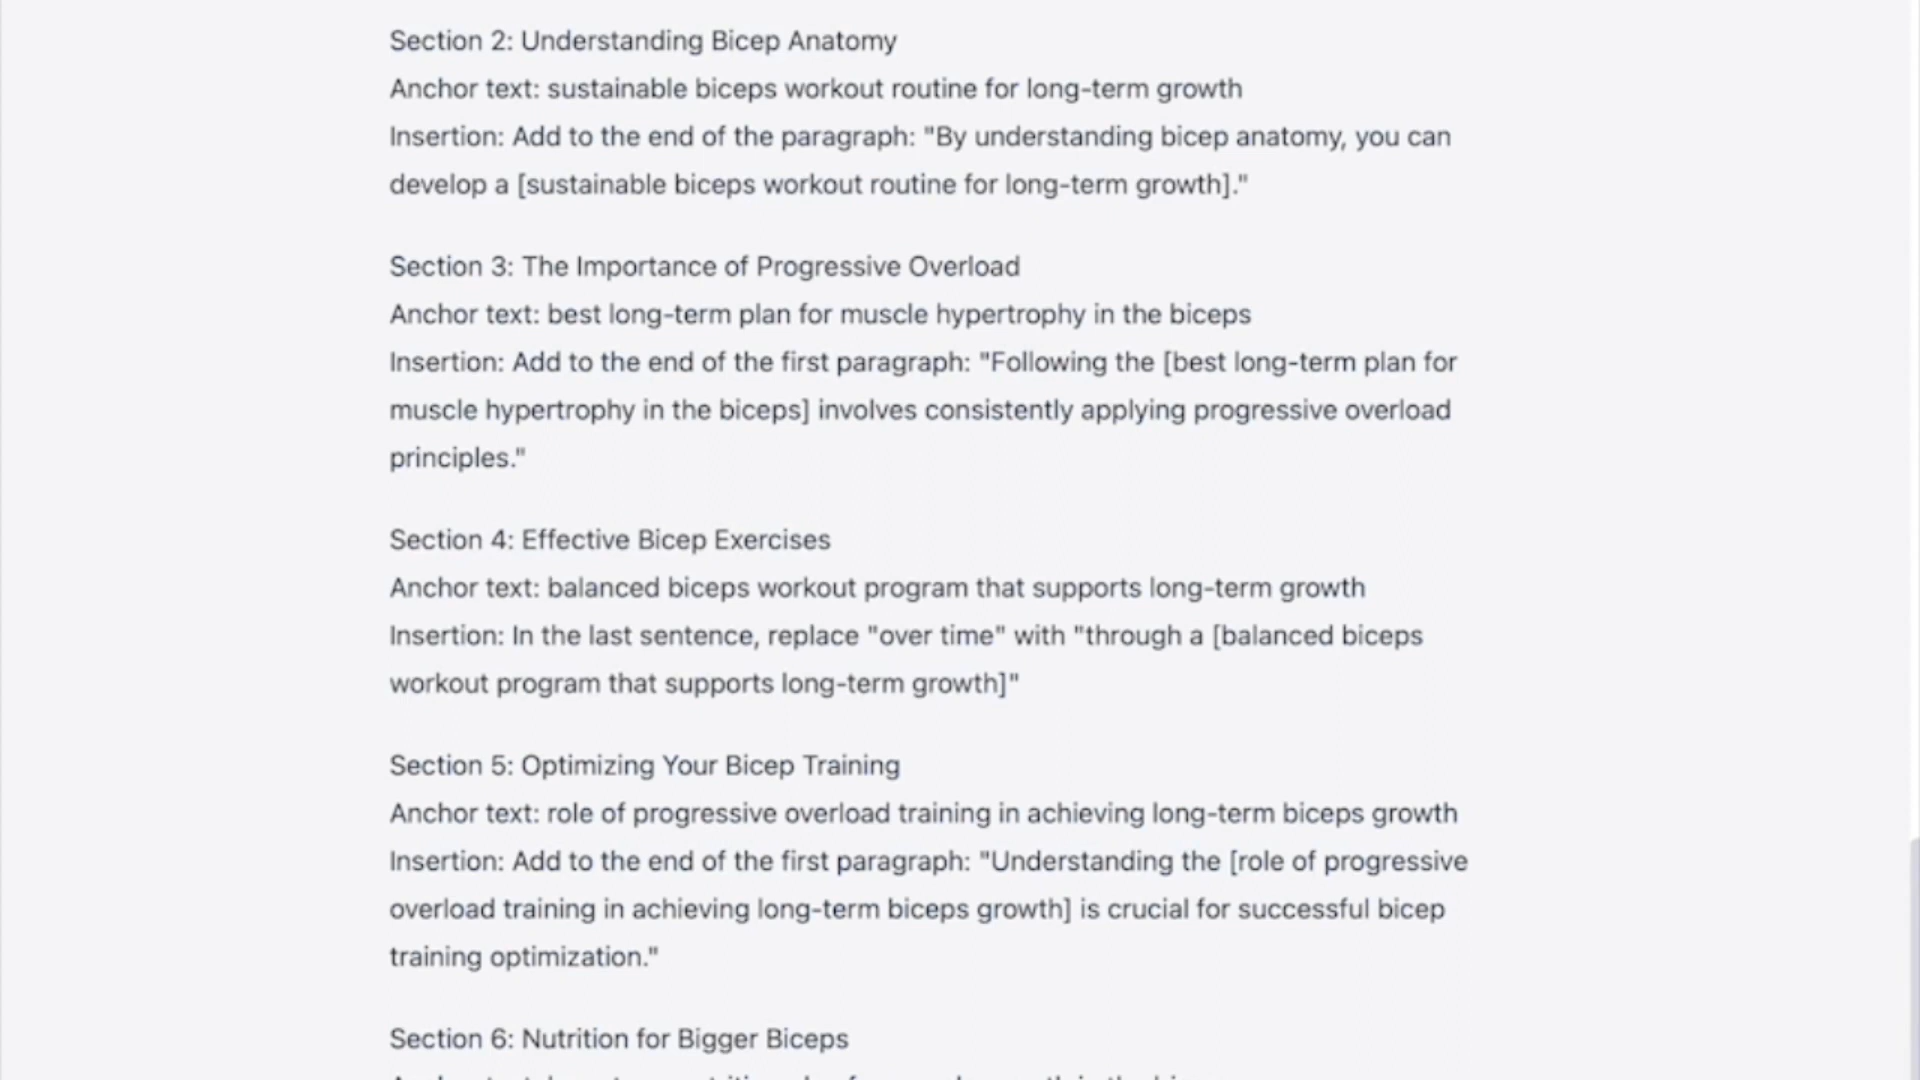 Section 2: Understanding Bicep Anatomy
Anchor text: sustainable biceps workout routine for long-term growth
Insertion: Add to the end of the paragraph: "By understanding bicep anatomy, you can
develop a [sustainable biceps workout routine for long-term growth]."
Section 3: The Importance of Progressive Overload
Anchor text: best long-term plan for muscle hypertrophy in the biceps
Insertion: Add to the end of the first paragraph: "Following the [best long-term plan for
muscle hypertrophy in the biceps] involves consistently applying progressive overload
principles."
Section 4: Effective Bicep Exercises
Anchor text: balanced biceps workout program that supports long-term growth
Insertion: In the last sentence, replace "over time" with "through a [balanced biceps
workout program that supports long-term growth]"
Section 5: Optimizing Your Bicep Training
Anchor text: role of progressive overload training in achieving long-term biceps growth
Insertion: Add to the end of the first paragraph: "Understanding the [role of progressive
overload training in achieving long-term biceps growth] is crucial for successful bicep
training optimization."
Section 6: Nutrition for Bigger Biceps